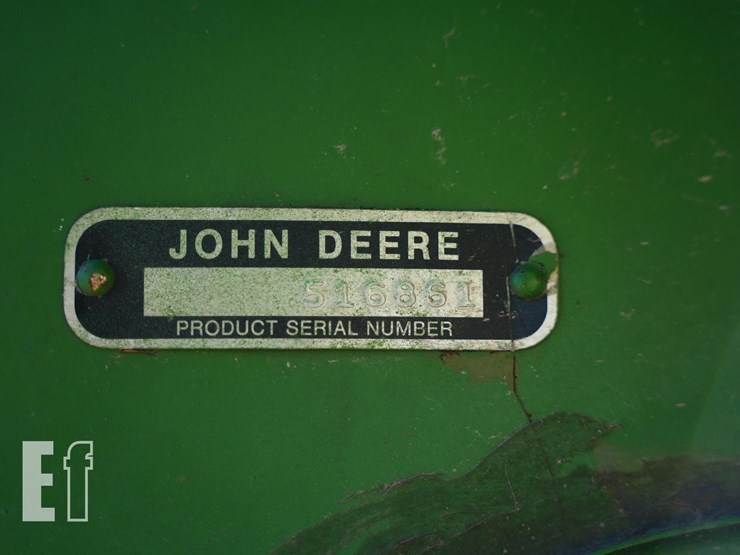 JOHN DEERE
516861
PRODUCT SERIAL NUMBER
Ef